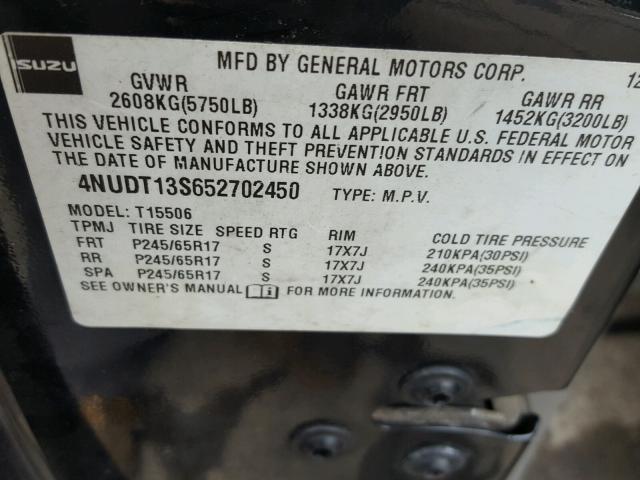 ISUZU
MFD BY GENERAL MOTORS CORP. 12
GVWR GAWR FRT GAWR RR
2608KG(5750LB) 1338KG(2950LB) 1452KG(3200LB)
THIS VEHICLE CONFORMS TO ALL APPLICABLE U.S. FEDERAL MOTOR
VEHICLE SAFETY AND THEFT PREVENTION STANDARDS IN EFFECT ON
THE DATE OF MANUFACTURE SHOWN ABOVE.
4NUDT13S652702450 TYPE: M.P.V.
MODEL: T15506
TPMJ TIRE SIZE SPEED RTG RIM COLD TIRE PRESSURE
FRT P245/65R17 S 17X7J 210KPA(30PSI)
RR P245/65R17 S 17X7J 240KPA(35PSI)
SPA P245/65R17 S 17X7J 240KPA(35PSI)
SEE OWNER'S MANUAL FOR MORE INFORMATION.